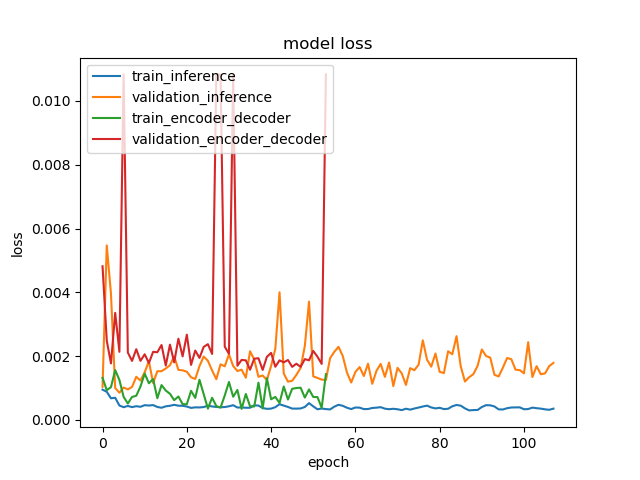 model loss
train_inference
validation_inference
train_encoder_decoder
validation_encoder_decoder
0.010
0.008
0.006
0.004
0.002
0.000
loss
0 20 40 60 80 100
epoch